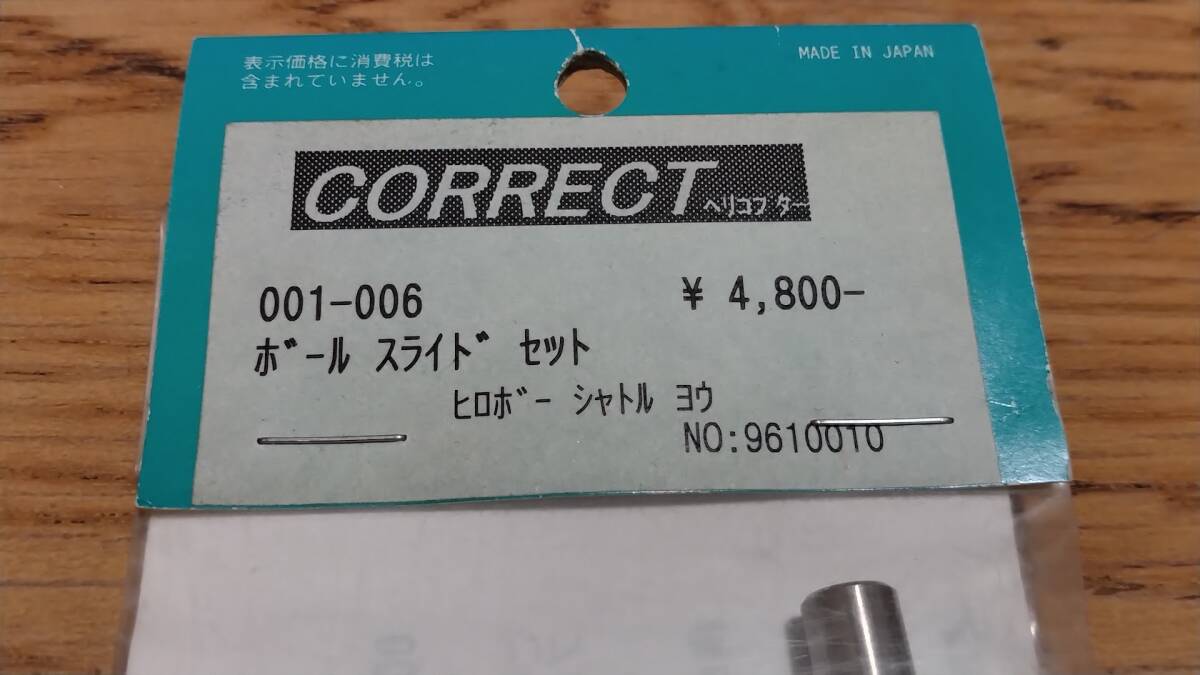 表示価格に消費税は
含まれていません。
MADE IN JAPAN
CORRECT ヘリコプター
001-006
¥ 4,800-
ボール スライド セット
ヒロボー シャトル ヨウ
NO:9610010